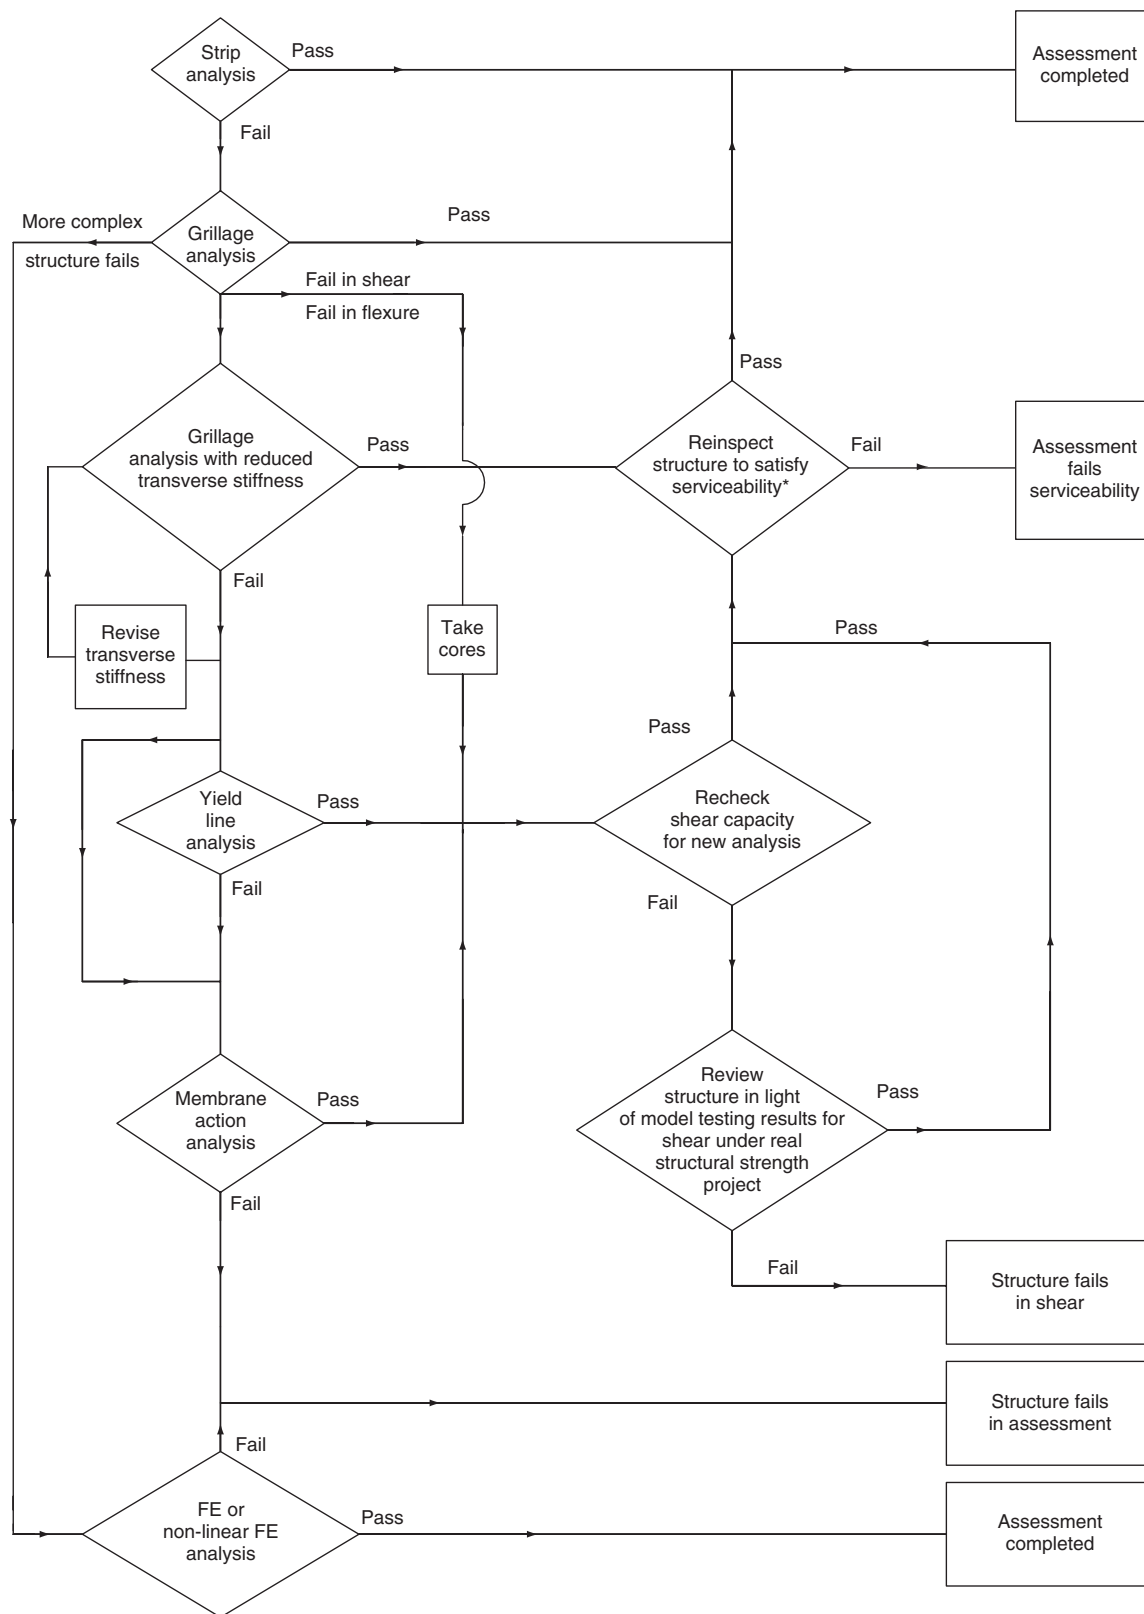 Strip
analysis
Pass
Assessment
completed
Fail
More complex
structure fails
Grillage
analysis
Pass
Fail in shear
Fail in flexure
Pass
Grillage
analysis with reduced
transverse stiffness
Pass
Reinspect
structure to satisfy
serviceability*
Fail
Assessment
fails
serviceability
Fail
Revise
transverse
stiffness
Take
cores
Pass
Pass
Yield
line
analysis
Pass
Recheck
shear capacity
for new analysis
Fail
Fail
Membrane
action
analysis
Pass
Review
structure in light
of model testing results for
shear under real
structural strength
project
Pass
Fail
Fail
Structure fails
in shear
Structure fails
in assessment
Fail
FE or
non-linear FE
analysis
Pass
Assessment
completed